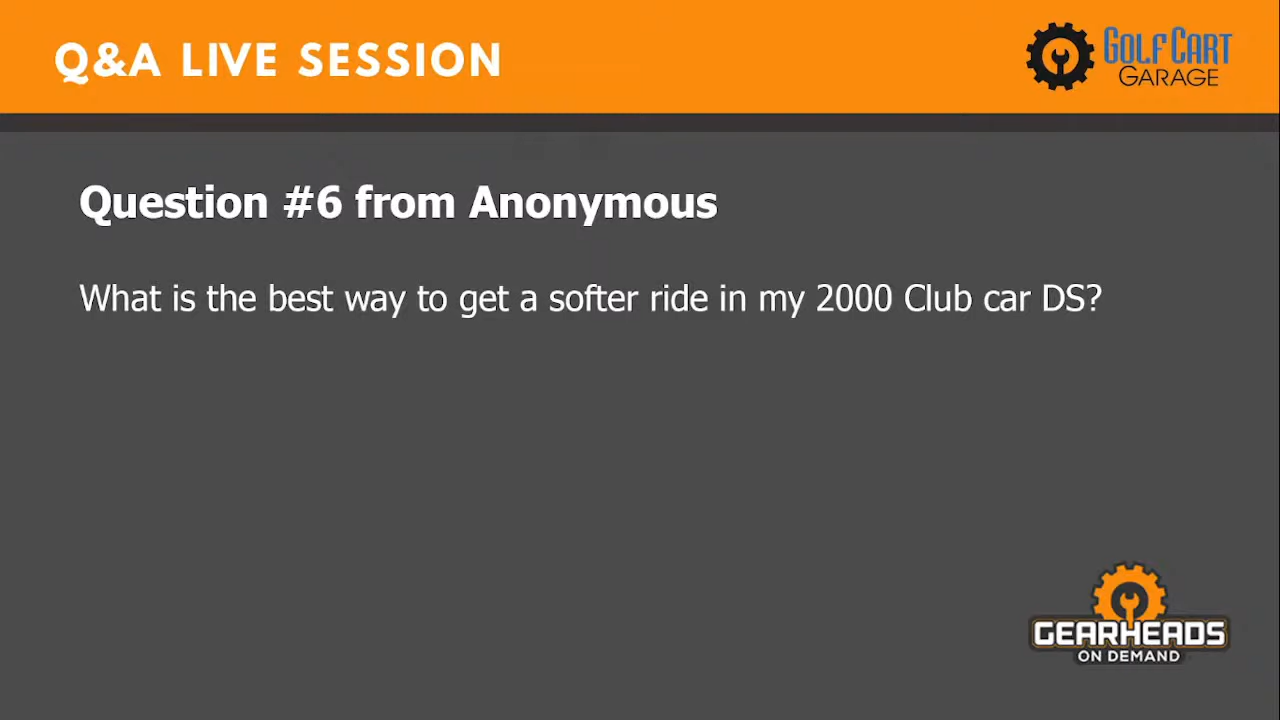 Q&A LIVE SESSION
GOLF CART
GARAGE
Question #6 from Anonymous
What is the best way to get a softer ride in my 2000 Club car DS?
GEARHEADS
ON DEMAND